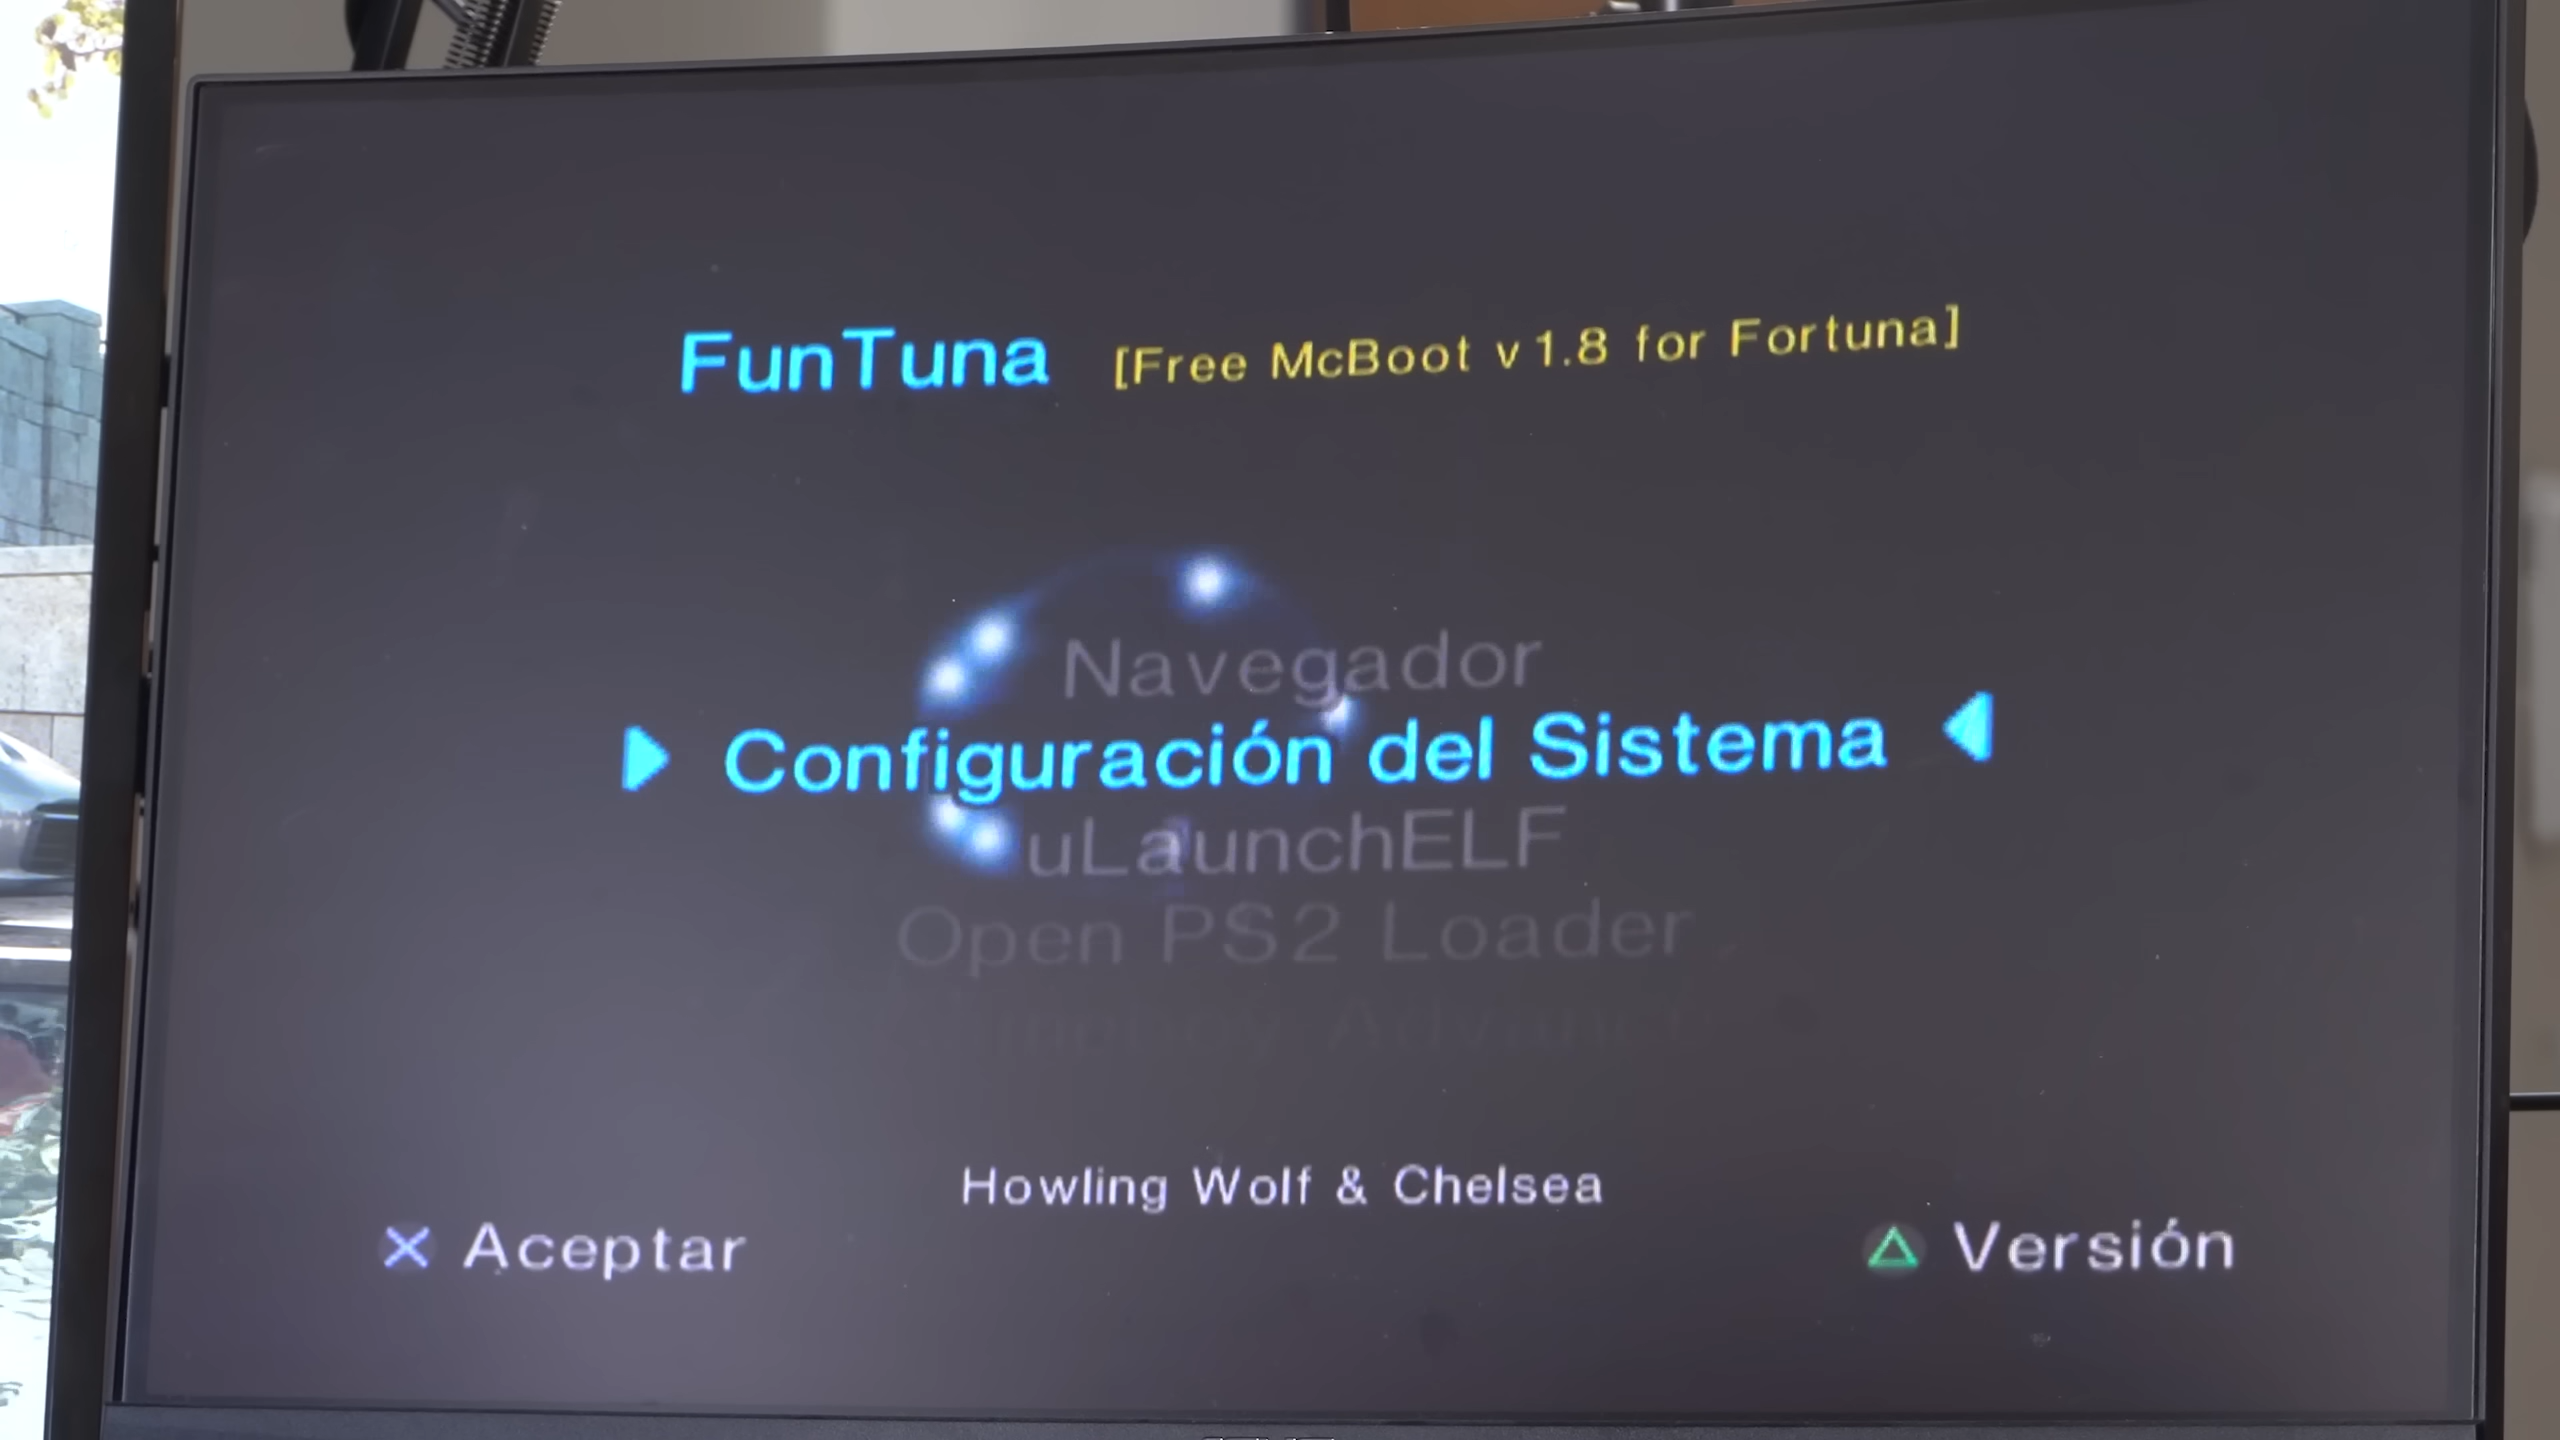 FunTuna [Free McBoot v1.8 for Fortuna]
Navegador
Configuración del Sistema
uLaunchELF
Open PS2 Loader
Howling Wolf & Chelsea
Aceptar
Versión